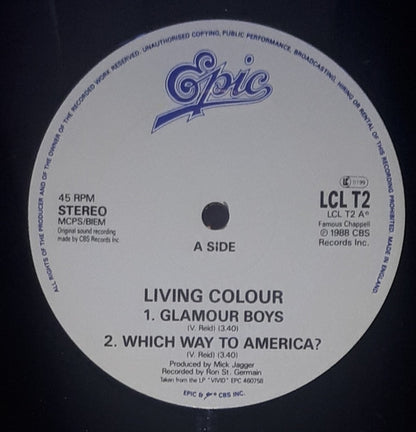 ALL RIGHTS OF THE PRODUCER AND OF THE OWNER OF THE RECORDED WORK RESERVED. UNAUTHORISED COPYING, PUBLIC PERFORMANCE, BROADCASTING, HIRING OR RENTAL OF THIS RECORDING PROHIBITED. MADE IN ENGLAND.
Epic
45 RPM
STEREO
MCPS/BIEM
Original sound recording
made by CBS Records Inc
A SIDE
LC 0199
LCL T2
LCL T2 Aº
Famous Chappell
℗ 1988 CBS
Records Inc.
LIVING COLOUR
1. GLAMOUR BOYS
(V. Reid) (3.40)
2. WHICH WAY TO AMERICA?
(V. Reid) (3.40)
Produced by Mick Jagger
Recorded by Ron St. Germain
Taken from the LP "VIVID" EPC 460758
EPIC & CBS INC.